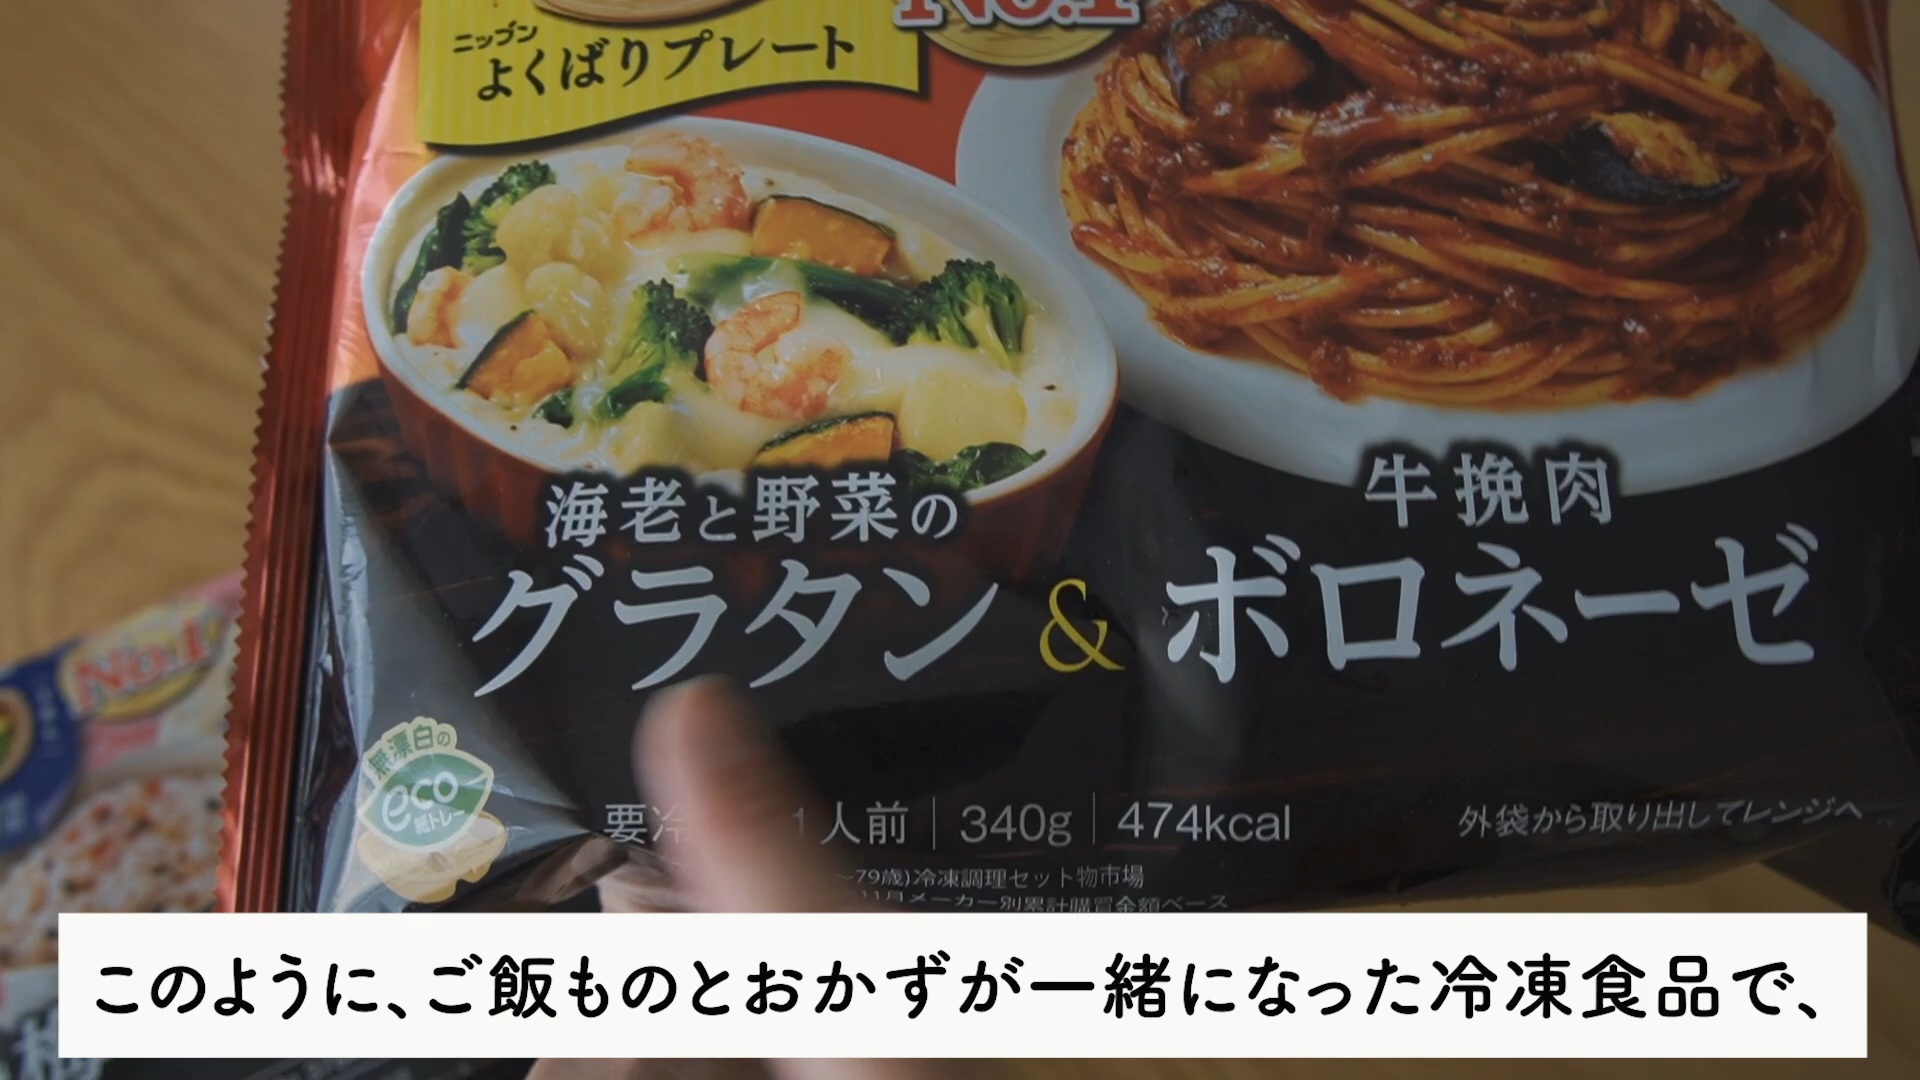 No.1
ニップン
よくばりプレート
海老と野菜の
グラタン & ボロネーゼ
牛挽肉
No.1
無漂白の
eco
紙トレー
1人前 | 340g | 474kcal
外袋から取り出してレンジへ
~79歳)冷凍調理セット物市場
11月メーカー別累計購買金額ベース
このように、ご飯ものとおかずが一緒になった冷凍食品で、